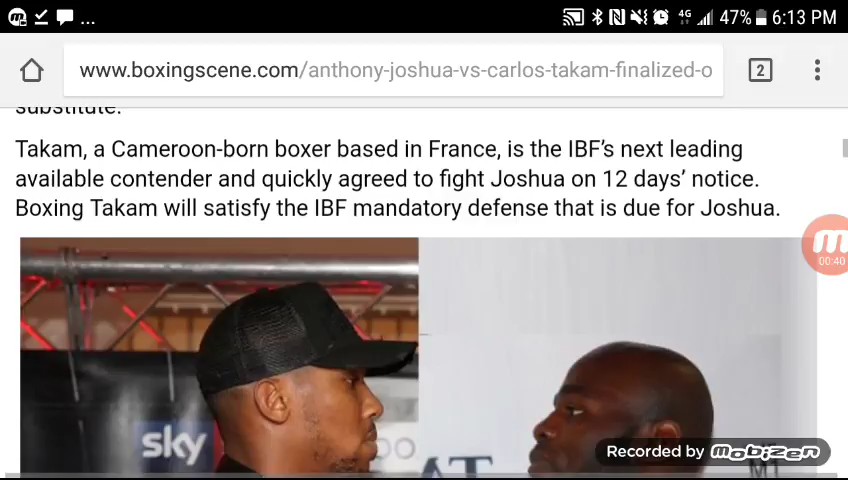 ... 4G 47% 6:13 PM
www.boxingscene.com/anthony-joshua-vs-carlos-takam-finalized-o
2
substitute.
Takam, a Cameroon-born boxer based in France, is the IBF's next leading
available contender and quickly agreed to fight Joshua on 12 days' notice.
Boxing Takam will satisfy the IBF mandatory defense that is due for Joshua.
00:40
sky
AT
Recorded by Mobizen